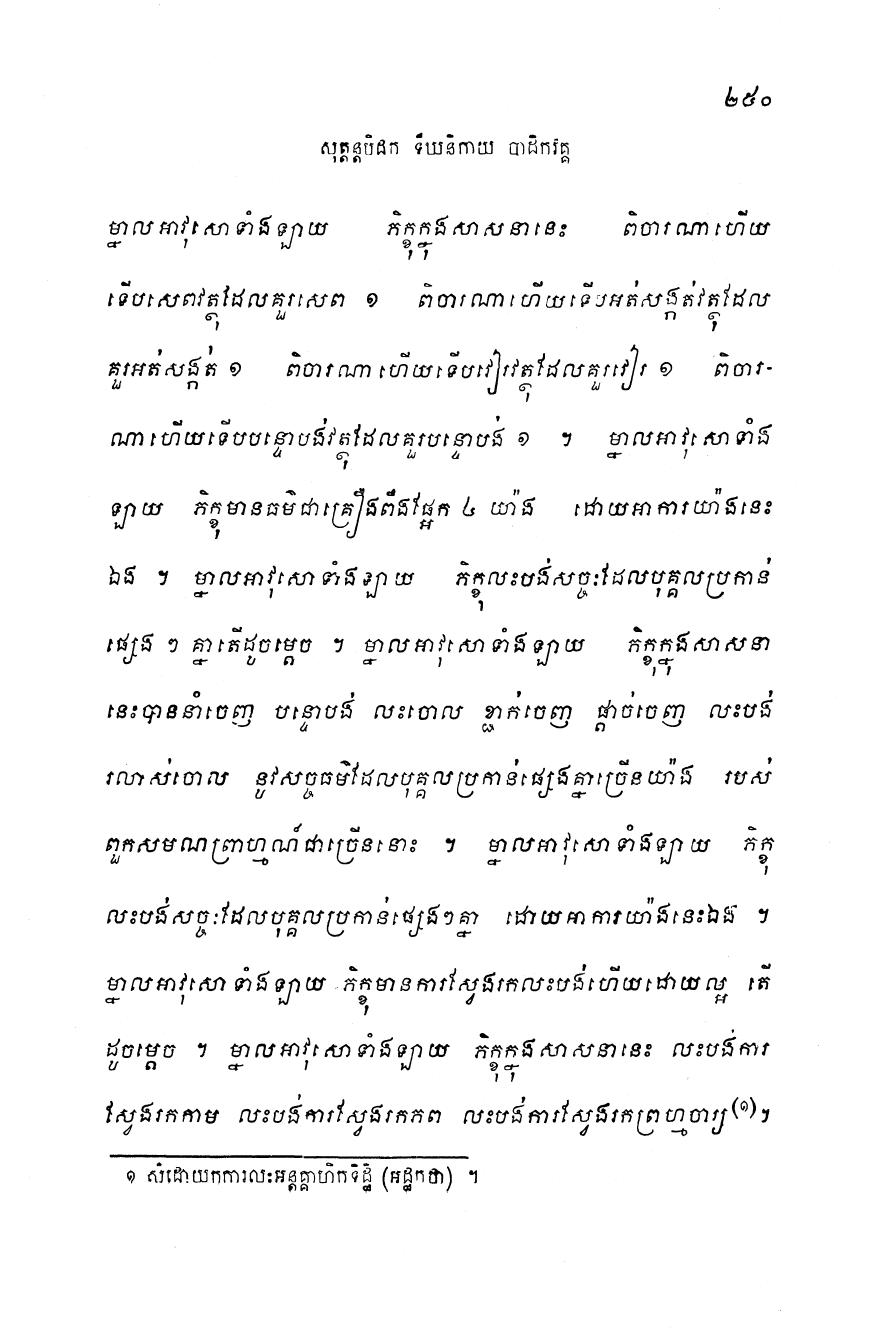 ២៥០
សុត្តន្តបិដក ទីឃនិកាយ បាដិកវគ្គ
ម្នាលអាវុសោទាំងឡាយ ភិក្ខុក្នុងសាសនានេះ ពិចារណាហើយ
ទើបសេពវត្ថុដែលគួរសេព ១ ពិចារណាហើយទើបអត់សង្កត់វត្ថុដែល
គួរអត់សង្កត់ ១ ពិចារណាហើយទើបវៀរវត្ថុដែលគួរវៀរ ១ ពិចារ-
ណាហើយទើបបន្ទោបង់វត្ថុដែលគួរបន្ទោបង់ ១ ។ ម្នាលអាវុសោទាំង
ឡាយ ភិក្ខុមានធម៌ជាគ្រឿងពឹងផ្អែក ៤ យ៉ាង ដោយអាការយ៉ាងនេះ
ឯង ។ ម្នាលអាវុសោទាំងឡាយ ភិក្ខុលះបង់សច្ចៈដែលបុគ្គលប្រកាន់
ផ្សេង ៗ គ្នាតើដូចម្តេច ។ ម្នាលអាវុសោទាំងឡាយ ភិក្ខុក្នុងសាសនា
នេះបាននាំចេញ បន្ទោបង់ លះចោល ខ្ជាក់ចេញ ផ្តាច់ចេញ លះបង់
រលាស់ចោល នូវសច្ចធម៌ដែលបុគ្គលប្រកាន់ផ្សេងគ្នាច្រើនយ៉ាង របស់
ពួកសមណព្រាហ្មណ៍ជាច្រើននោះ ។ ម្នាលអាវុសោទាំងឡាយ ភិក្ខុ
លះបង់សច្ចៈដែលបុគ្គលប្រកាន់ផ្សេងៗគ្នា ដោយអាការយ៉ាងនេះឯង ។
ម្នាលអាវុសោទាំងឡាយ ភិក្ខុមានការស្វែងរកលះបង់ហើយដោយល្អ តើ
ដូចម្តេច ។ ម្នាលអាវុសោទាំងឡាយ ភិក្ខុក្នុងសាសនានេះ លះបង់ការ
ស្វែងរកកាម លះបង់ការស្វែងរកភព លះបង់ការស្វែងរកព្រហ្មចារ្យ(១)។
១ សំដោយកការលះអន្តគ្គាហិកទិដ្ឋិ (អដ្ឋកថា) ។